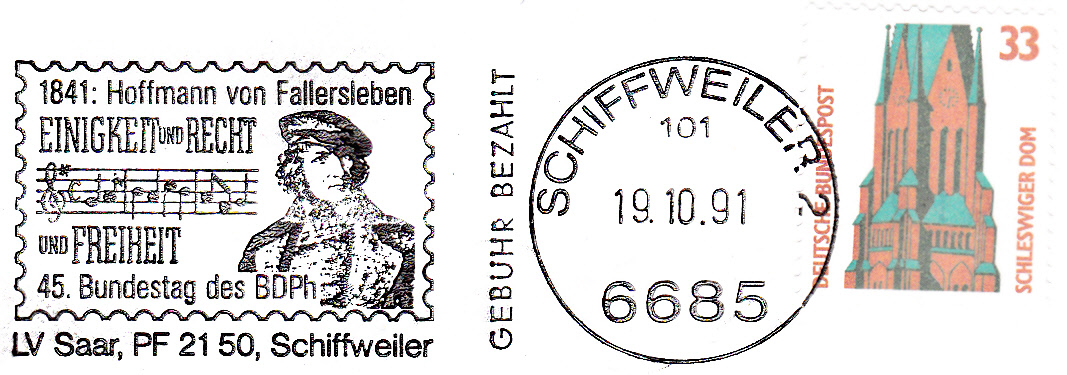 1841: Hoffmann von Fallersleben
EINIGKEIT UND RECHT
UND FREIHEIT
45. Bundestag des BDPh
LV Saar, PF 21 50, Schiffweiler
GEBÜHR BEZAHLT
SCHIFFWEILER 2
101
19.10.91
6685
33
DEUTSCHE BUNDESPOST
SCHLESWIGER DOM